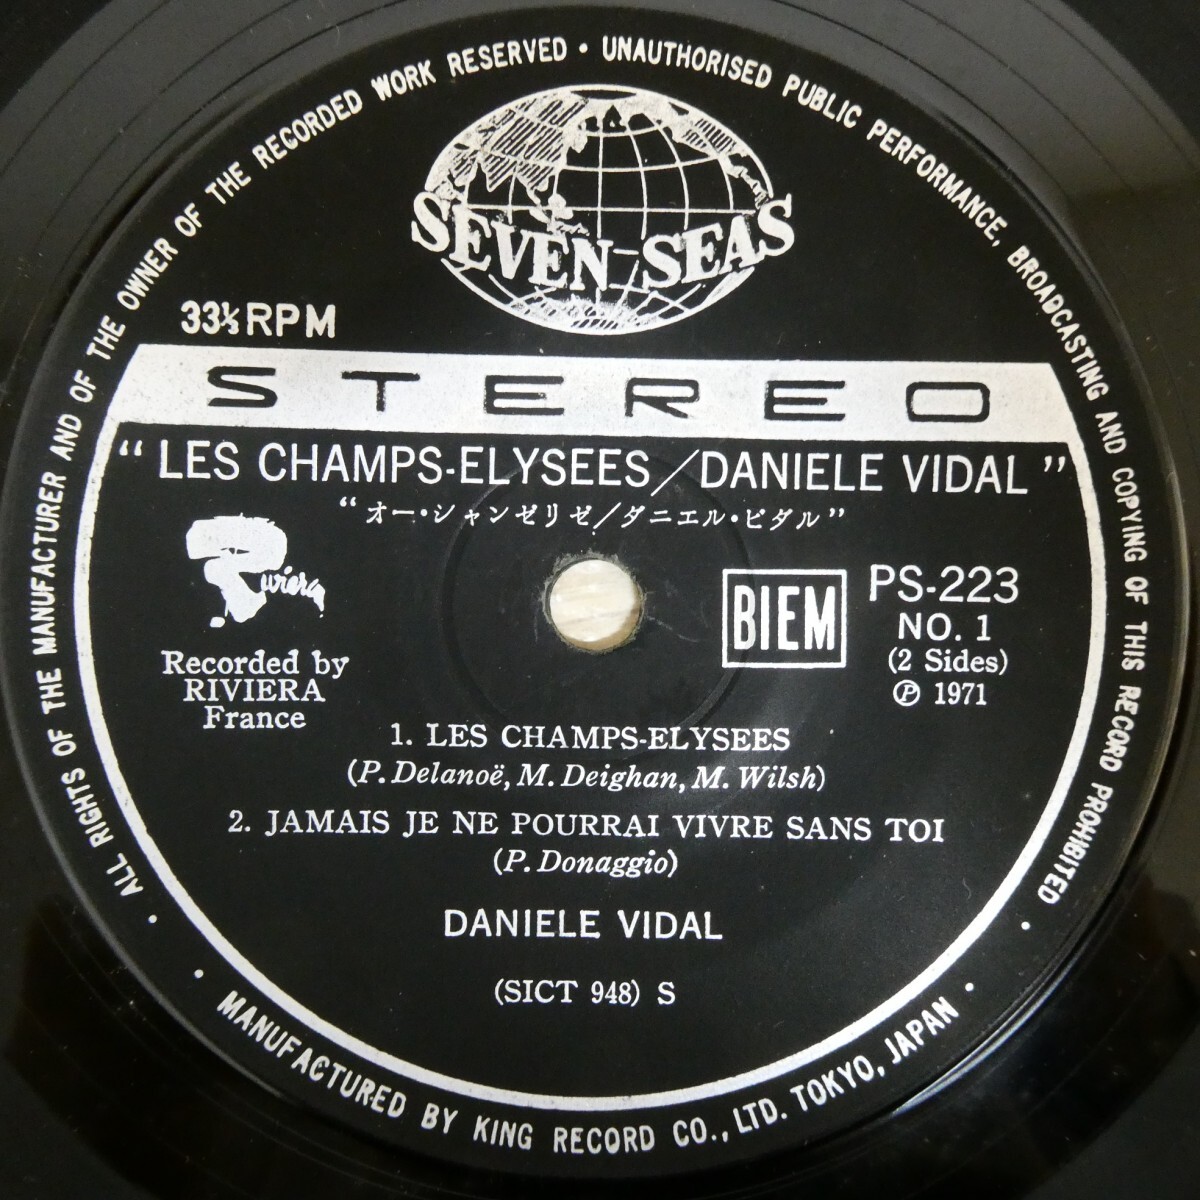 ALL RIGHTS OF THE MANUFACTURER AND OF THE OWNER OF THE RECORDED WORK RESERVED • UNAUTHORISED PUBLIC PERFORMANCE, BROADCASTING AND COPYING OF THIS RECORD PROHIBITED
SEVEN SEAS
33⅓RPM
STEREO
“LES CHAMPS-ELYSEES/DANIELE VIDAL”
“オー・シャンゼリゼ/ダニエル・ビダル”
Riviera
BIEM
PS-223
NO. 1
(2 Sides)
Ⓟ 1971
Recorded by
RIVIERA
France
1. LES CHAMPS-ELYSEES
(P. Delanoë, M. Deighan, M. Wilsh)
2. JAMAIS JE NE POURRAI VIVRE SANS TOI
(P. Donaggio)
DANIELE VIDAL
(SICT 948) S
• MANUFACTURED BY KING RECORD CO., LTD. TOKYO, JAPAN •